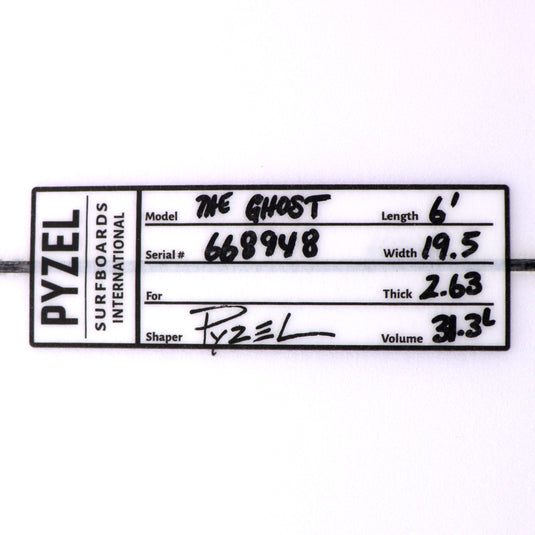 PYZEL
SURFBOARDS
INTERNATIONAL
Model THE GHOST Length 6'
Serial # 668948 Width 19.5
For Thick 2.63
Shaper PYZEL Volume 31.3L